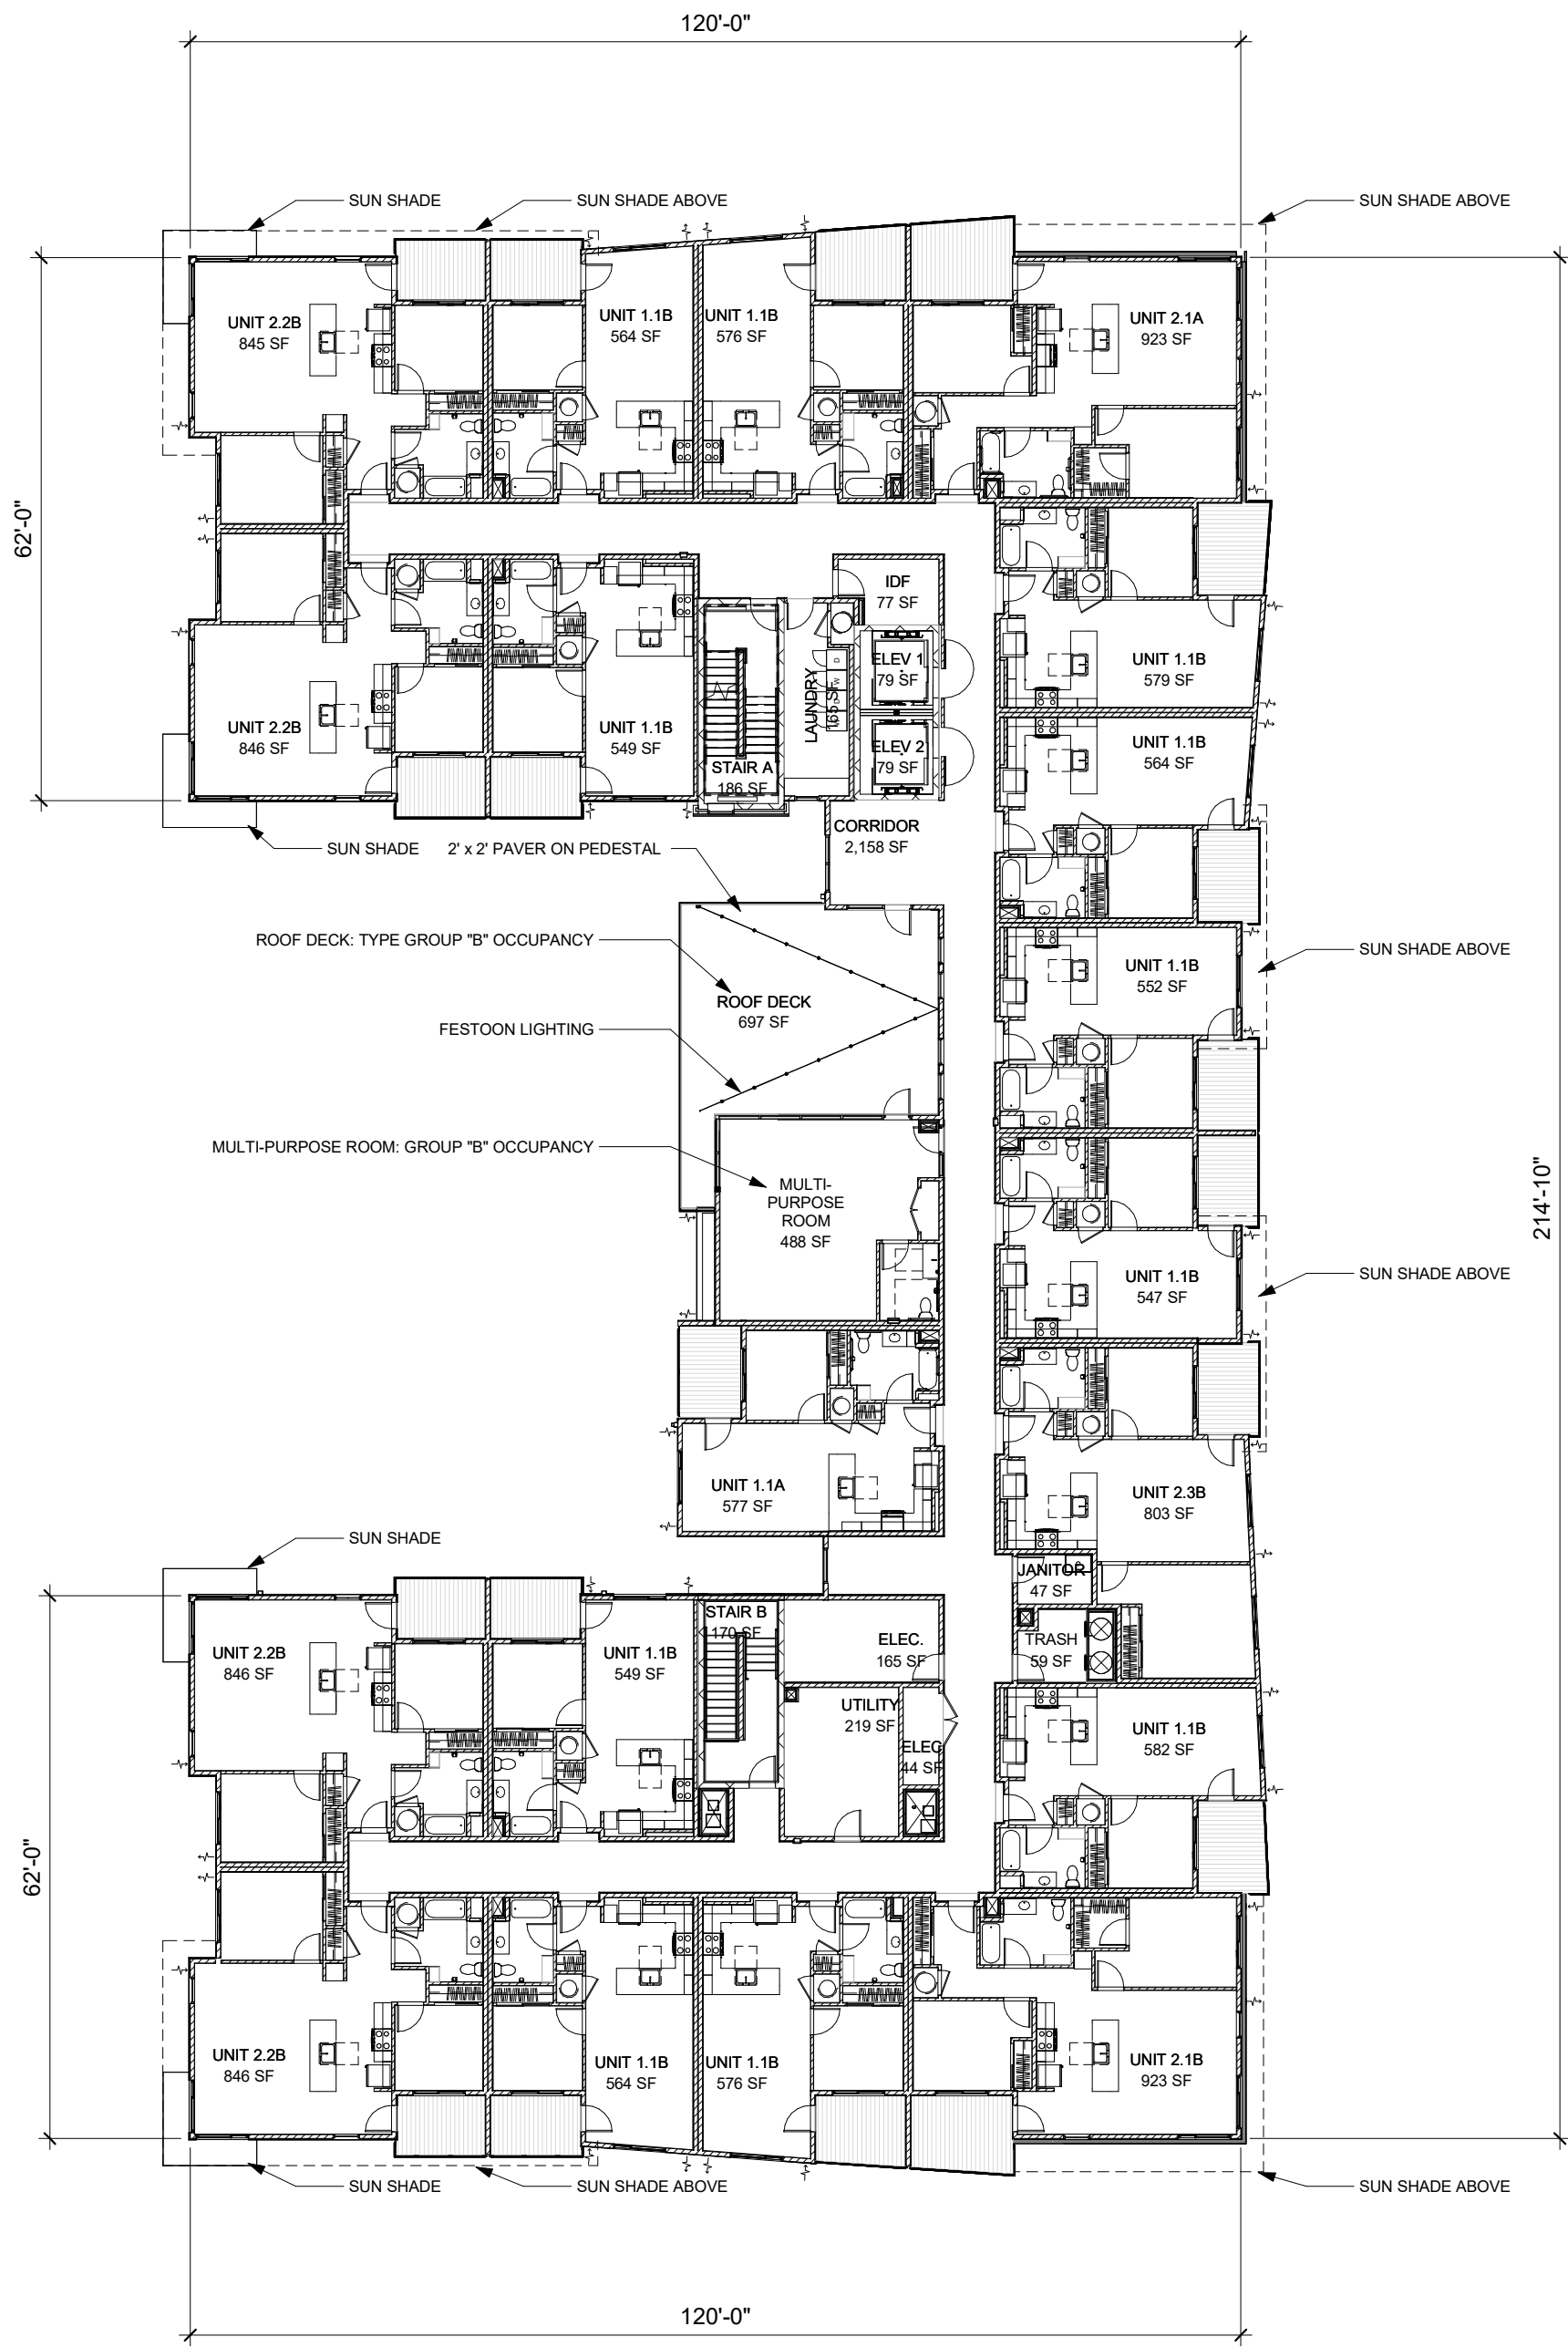 120'-0"
SUN SHADE
SUN SHADE ABOVE
SUN SHADE ABOVE
62'-0"
214'-10"
UNIT 2.2B
845 SF
UNIT 1.1B
564 SF
UNIT 1.1B
576 SF
UNIT 2.1A
923 SF
IDF
77 SF
ELEV 1
79 SF
LAUNDRY
165 SF
D
W
UNIT 1.1B
579 SF
UNIT 2.2B
846 SF
UNIT 1.1B
549 SF
STAIR A
186 SF
ELEV 2
79 SF
UNIT 1.1B
564 SF
SUN SHADE
2' x 2' PAVER ON PEDESTAL
CORRIDOR
2,158 SF
ROOF DECK: TYPE GROUP "B" OCCUPANCY
SUN SHADE ABOVE
UNIT 1.1B
552 SF
ROOF DECK
697 SF
FESTOON LIGHTING
MULTI-PURPOSE ROOM: GROUP "B" OCCUPANCY
MULTI-
PURPOSE
ROOM
488 SF
UNIT 1.1B
547 SF
SUN SHADE ABOVE
UNIT 1.1A
577 SF
UNIT 2.3B
803 SF
SUN SHADE
JANITOR
47 SF
62'-0"
UNIT 2.2B
846 SF
UNIT 1.1B
549 SF
STAIR B
170 SF
ELEC.
165 SF
TRASH
59 SF
UTILITY
219 SF
ELEC
44 SF
UNIT 1.1B
582 SF
UNIT 2.2B
846 SF
UNIT 1.1B
564 SF
UNIT 1.1B
576 SF
UNIT 2.1B
923 SF
SUN SHADE
SUN SHADE ABOVE
SUN SHADE ABOVE
120'-0"